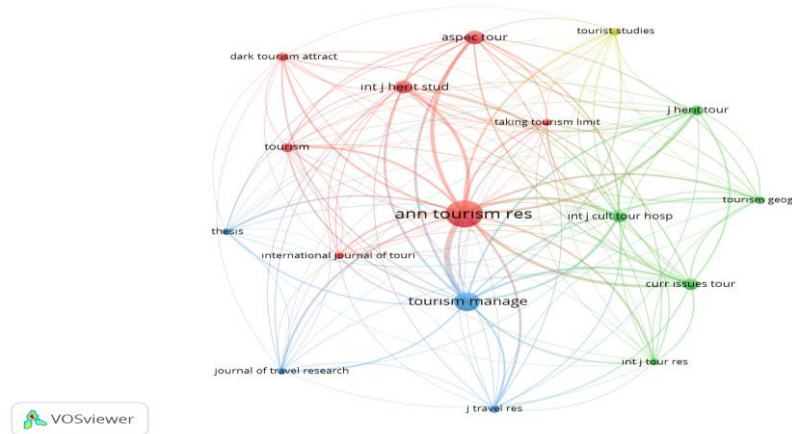 tourist studies
aspec tour
dark tourism attract
int j herit stud
j herit tour
taking tourism limit
tourism
tourism geog
ann tourism res
int j cult tour hosp
thesis
international journal of touri
curr issues tour
tourism manage
int j tour res
journal of travel research
j travel res
VOSviewer